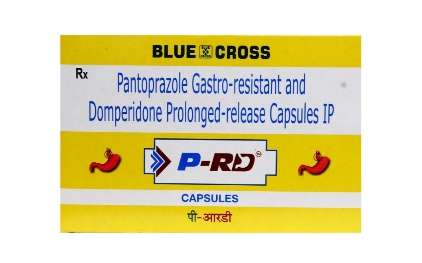 BLUE CROSS
Rx
Pantoprazole Gastro-resistant and
Domperidone Prolonged-release Capsules IP
P-RD
CAPSULES
पी-आरडी